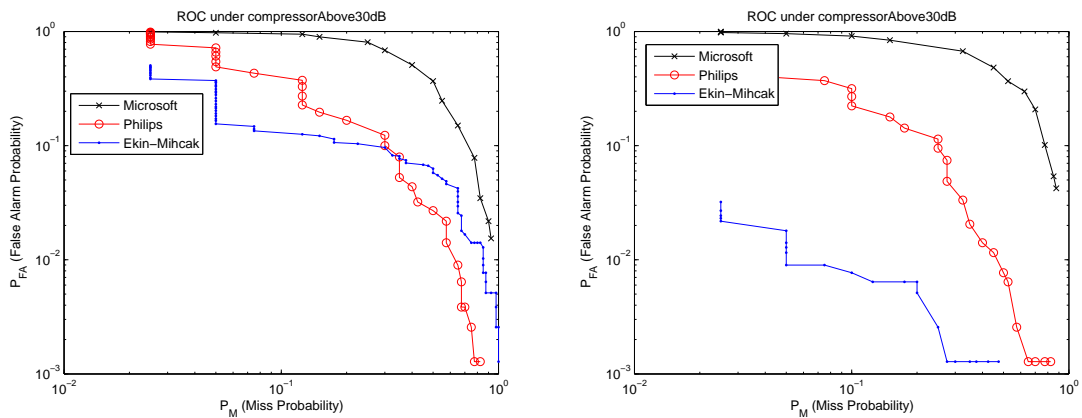 ROC under compressorAbove30dB
10^0
10^-1
10^-2
10^-3
P_FA (False Alarm Probability)
Microsoft
Philips
Ekin−Mihcak
10^-2
10^-1
10^0
P_M (Miss Probability)
ROC under compressorAbove30dB
10^0
10^-1
10^-2
10^-3
P_FA (False Alarm Probability)
Microsoft
Philips
Ekin−Mihcak
10^-2
10^-1
10^0
P_M (Miss Probability)